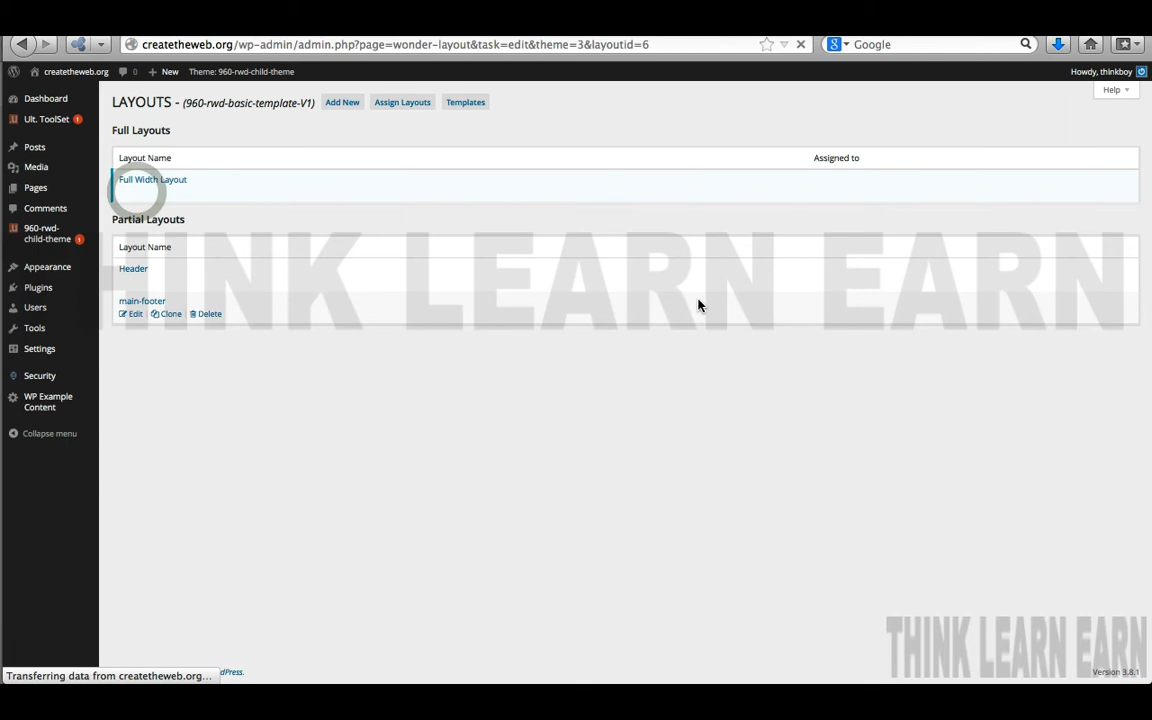 createtheweb.org/wp-admin/admin.php?page=wonder-layout&task=edit&theme=3&layoutid=6
Google
createtheweb.org
0
New
Theme: 960-rwd-child-theme
Howdy, thinkboy
Help
LAYOUTS - (960-rwd-basic-template-V1)
Add New
Assign Layouts
Templates
Dashboard
Ult. ToolSet 1
Posts
Media
Pages
Comments
960-rwd-
child-theme 1
Appearance
Plugins
Users
Tools
Settings
Security
WP Example
Content
Collapse menu
Full Layouts
Layout Name
Assigned to
Full Width Layout
Partial Layouts
Layout Name
Header
main-footer
Edit
Clone
Delete
HINK LEARN EARN
THINK LEARN EARN
Version 3.8.1
Transferring data from createtheweb.org...
dPress.